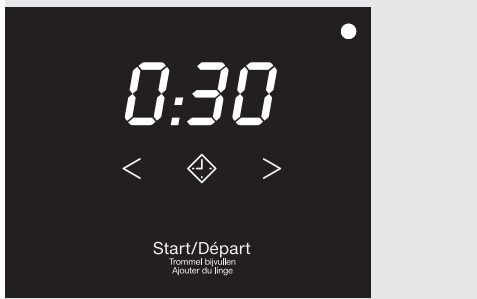 0:30
< >
Start/Départ
Trommel bijvullen
Ajouter du linge